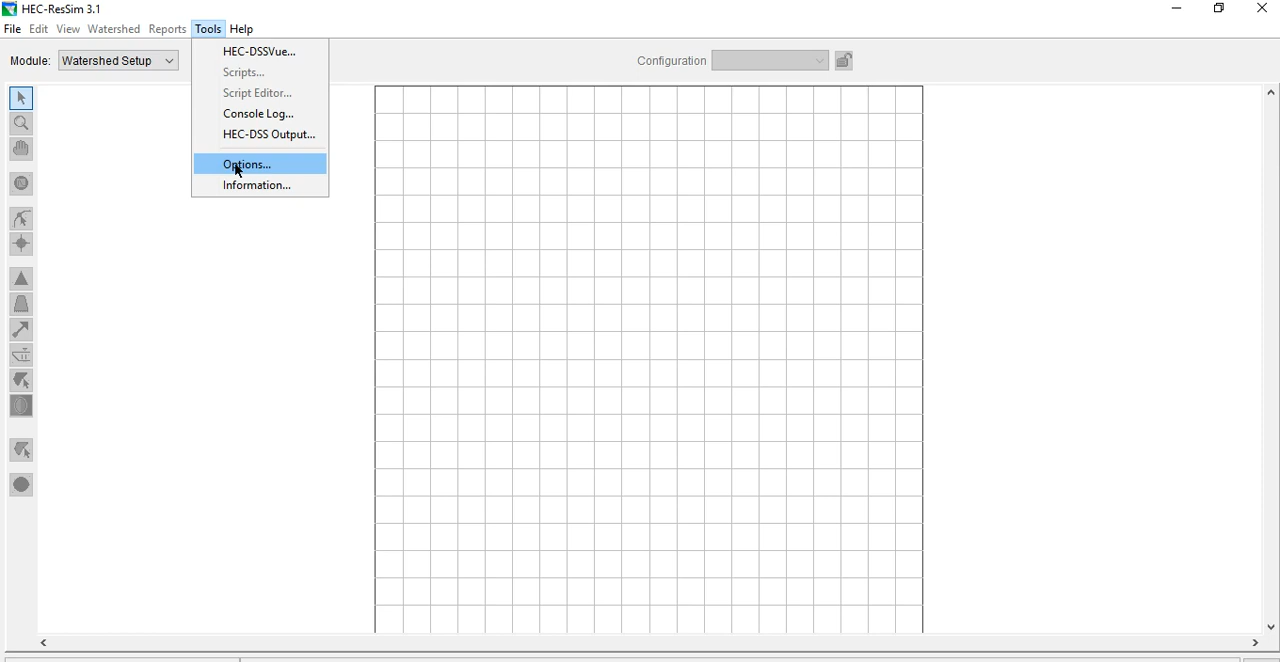 HEC-ResSim 3.1
File Edit View Watershed Reports Tools Help
Module: Watershed Setup
Configuration
HEC-DSSVue...
Scripts...
Script Editor...
Console Log...
HEC-DSS Output...
Options...
Information...